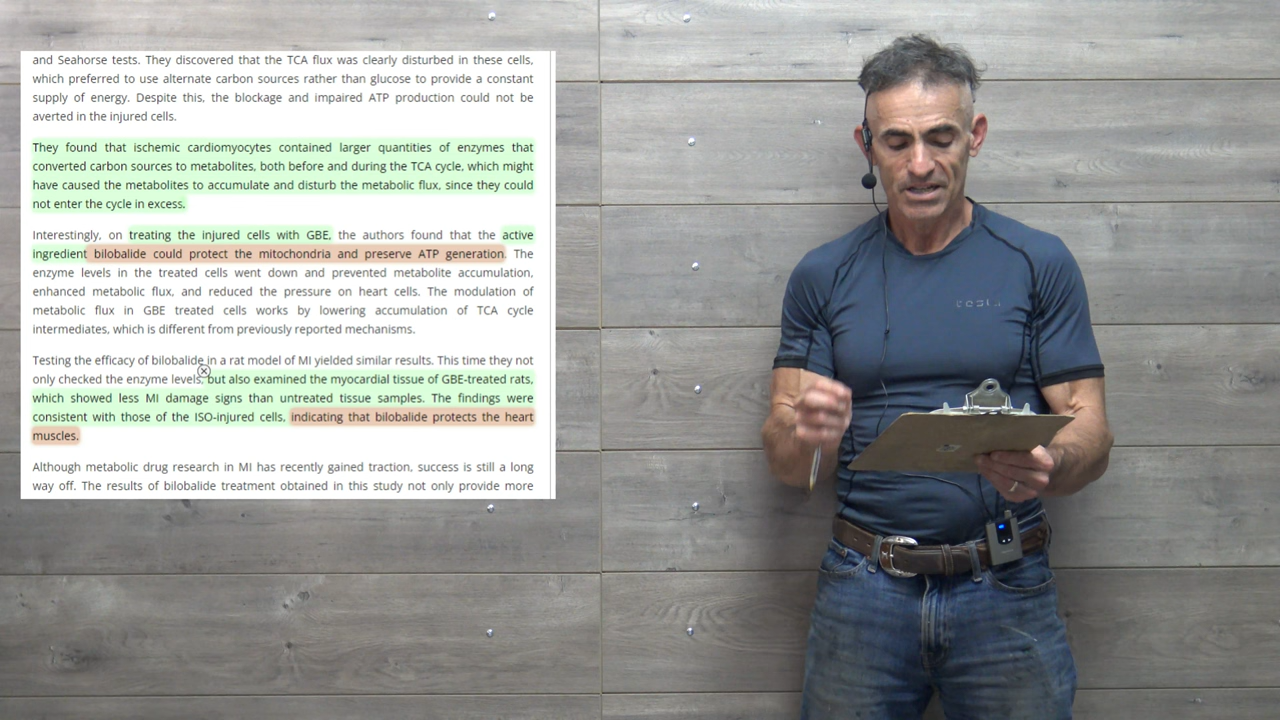 and Seahorse tests. They discovered that the TCA flux was clearly disturbed in these cells,
which preferred to use alternate carbon sources rather than glucose to provide a constant
supply of energy. Despite this, the blockage and impaired ATP production could not be
averted in the injured cells.
They found that ischemic cardiomyocytes contained larger quantities of enzymes that
converted carbon sources to metabolites, both before and during the TCA cycle, which might
have caused the metabolites to accumulate and disturb the metabolic flux, since they could
not enter the cycle in excess.
Interestingly, on treating the injured cells with GBE, the authors found that the active
ingredient bilobalide could protect the mitochondria and preserve ATP generation. The
enzyme levels in the treated cells went down and prevented metabolite accumulation,
enhanced metabolic flux, and reduced the pressure on heart cells. The modulation of
metabolic flux in GBE treated cells works by lowering accumulation of TCA cycle
intermediates, which is different from previously reported mechanisms.
Testing the efficacy of bilobalide in a rat model of MI yielded similar results. This time they not
only checked the enzyme levels, but also examined the myocardial tissue of GBE-treated rats,
which showed less MI damage signs than untreated tissue samples. The findings were
consistent with those of the ISO-injured cells, indicating that bilobalide protects the heart
muscles.
Although metabolic drug research in MI has recently gained traction, success is still a long
way off. The results of bilobalide treatment obtained in this study not only provide more